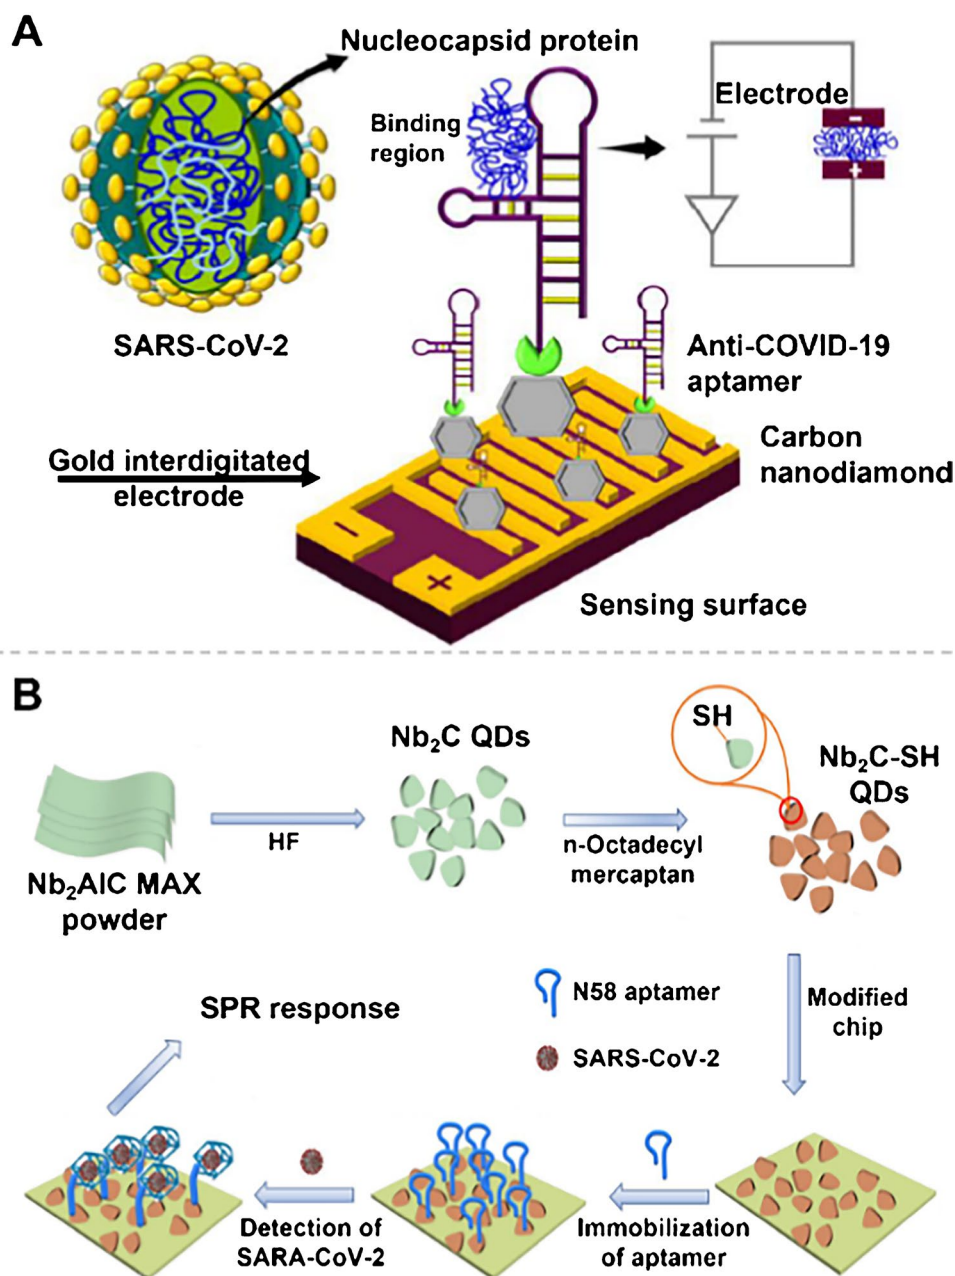 A
Nucleocapsid protein
Binding
region
Electrode
-
+
SARS-CoV-2
Anti-COVID-19
aptamer
Carbon
nanodiamond
Gold interdigitated
electrode
-
+
Sensing surface
B
SH
Nb₂C QDs
Nb₂C-SH
QDs
HF
n-Octadecyl
mercaptan
Nb₂AlC MAX
powder
SPR response
N58 aptamer
SARS-CoV-2
Modified
chip
Detection of
SARA-CoV-2
Immobilization
of aptamer